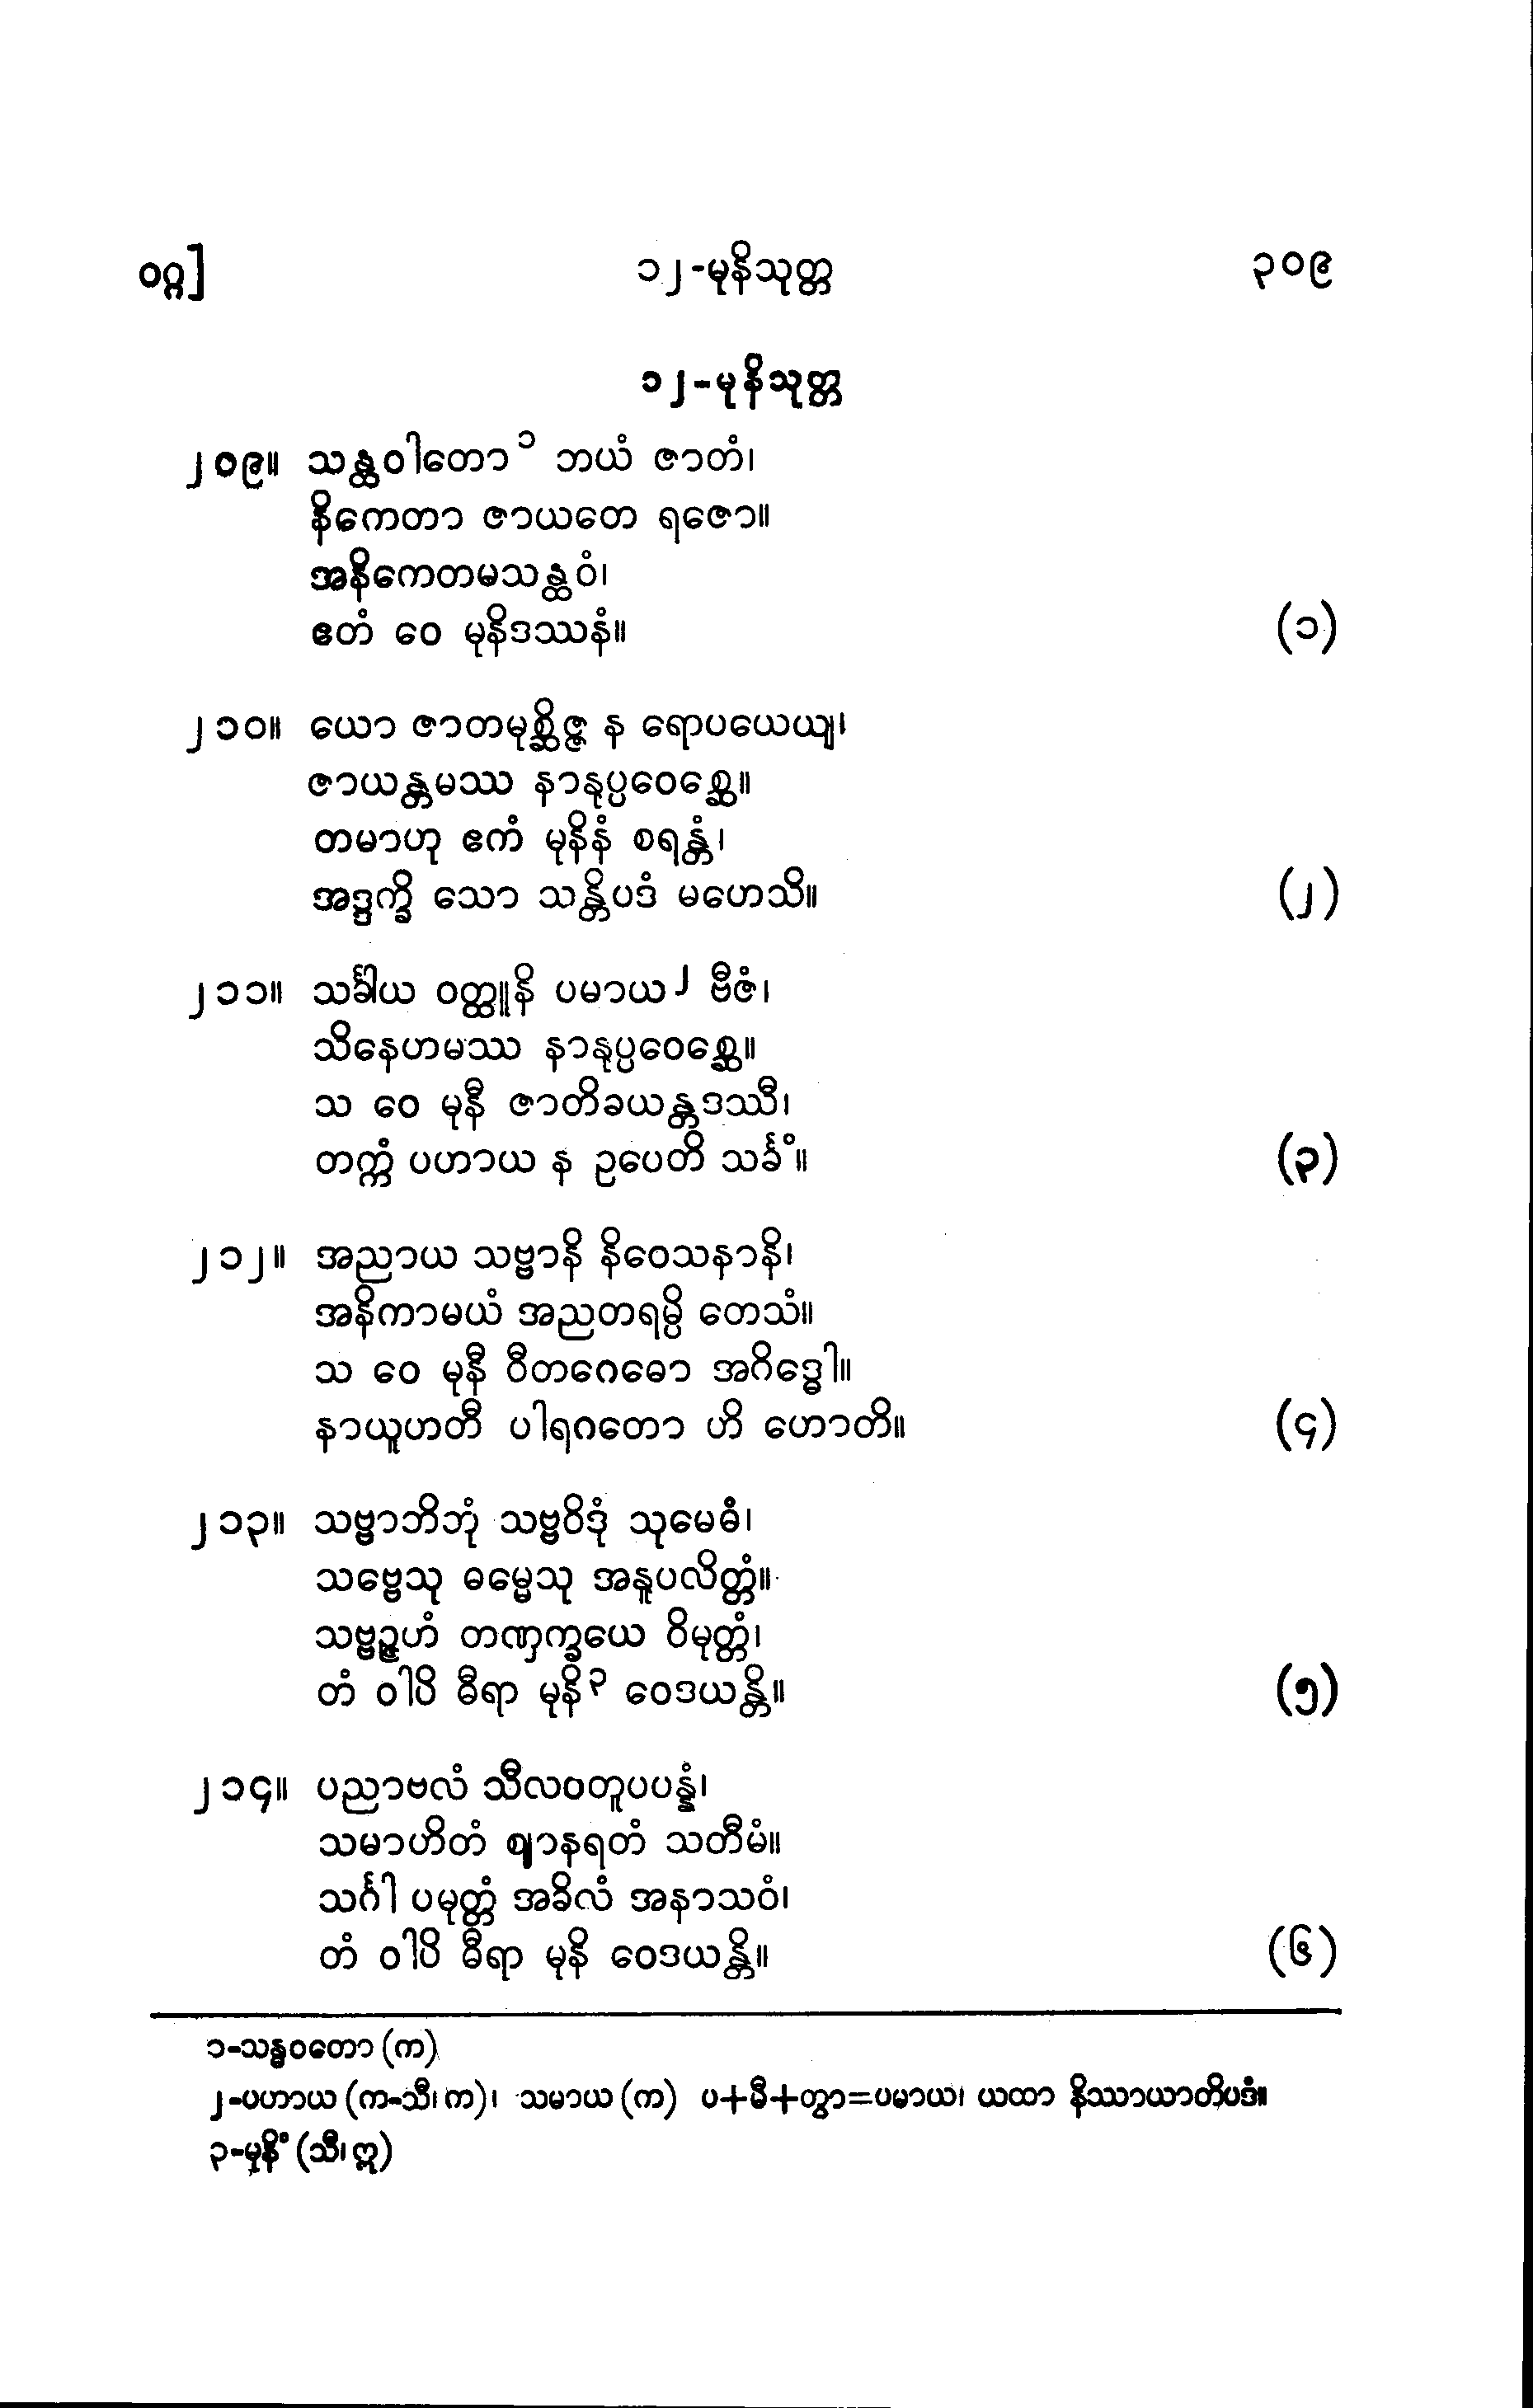 ဝဂ္ဂ] ၁၂-မုနိသုတ္တ ၃၀၉
၁၂-မုနိသုတ္တ
၂၀၉။ သန္ထဝါတော၁ ဘယံ ဇာတံ၊
နိကေတာ ဇာယတေ ရဇော။
အနိကေတမသန္ထဝံ၊
ဧတံ ဝေ မုနိဒဿနံ။ (၁)
၂၁၀။ ယော ဇာတမုစ္ဆိဇ္ဇ န ရောပယေယျ၊
ဇာယန္တမဿ နာနုပ္ပဝေစ္ဆေ။
တမာဟု ဧကံ မုနိနံ စရန္တံ၊
အဒ္ဒက္ခိ သော သန္တိပဒံ မဟေသိ။ (၂)
၂၁၁။ သင်္ခါယ ဝတ္ထူနိ ပမာယ၂ ဗီဇံ၊
သိနေဟမဿ နာနုပ္ပဝေစ္ဆေ။
သ ဝေ မုနီ ဇာတိခယန္တဒဿီ၊
တက္ကံ ပဟာယ န ဥပေတိ သင်္ခံ။ (၃)
၂၁၂။ အညာယ သဗ္ဗာနိ နိဝေသနာနိ၊
အနိကာမယံ အညတရမ္ပိ တေသံ။
သ ဝေ မုနီ ဝီတဂေဓော အဂိဒ္ဓေါ။
နာယူဟတီ ပါရဂတော ဟိ ဟောတိ။ (၄)
၂၁၃။ သဗ္ဗာဘိဘုံ သဗ္ဗဝိဒုံ သုမေဓံ၊
သဗ္ဗေသု ဓမ္မေသု အနူပလိတ္တံ။
သဗ္ဗဉ္ဇဟံ တဏှက္ခယေ ဝိမုတ္တံ၊
တံ ဝါပိ ဓီရာ မုနိ၃ ဝေဒယန္တိ။ (၅)
၂၁၄။ ပညာဗလံ သီလဝတူပပန္နံ၊
သမာဟိတံ ဈာနရတံ သတီမံ။
သင်္ဂါ ပမုတ္တံ အခိလံ အနာသဝံ၊
တံ ဝါပိ ဓီရာ မုနိ ဝေဒယန္တိ။ (၆)
၁-သန္ဓဝတော (က)
၂-ပဟာယ (က-သီ၊ က)၊ သမာယ (က) ပ+မီ+တွာ=ပမာယ၊ ယထာ နိဿာယာတိပဒံ။
၃-မုနိံ (သီ၊ ဣ)